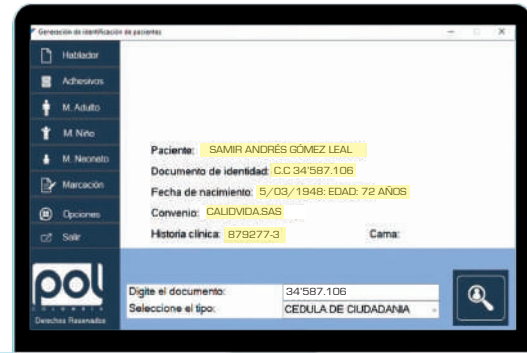 Generación de identificación de pacientes
Hablador
Adhesivos
M. Adulto
M. Niño
M. Neonato
Marcación
Opciones
Salir
Paciente: SAMIR ANDRÉS GÓMEZ LEAL
Documento de identidad: C.C 34'587.106
Fecha de nacimiento: 5/03/1948: EDAD: 72 AÑOS
Convenio: CALIDVIDA.SAS
Historia clínica: 879277-3 Cama:
pol
COLOMBIA
Derechos Reservados
Digite el documento: 34'587.106
Seleccione el tipo: CEDULA DE CIUDADANIA